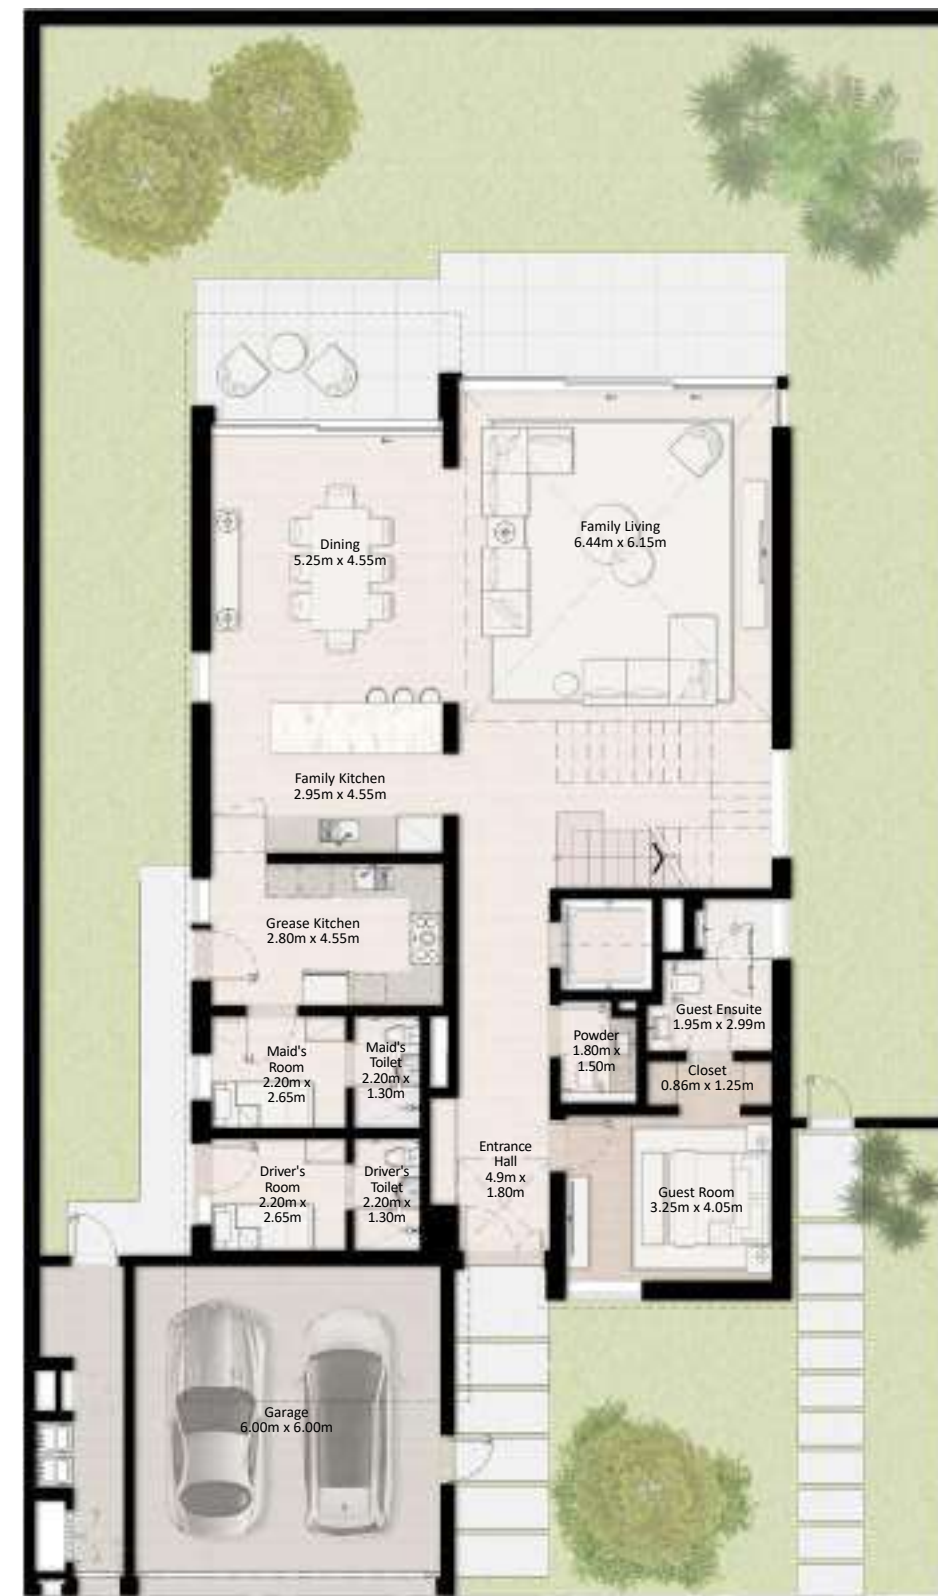 Family Living
6.44m x 6.15m
Dining
5.25m x 4.55m
Family Kitchen
2.95m x 4.55m
Grease Kitchen
2.80m x 4.55m
Guest Ensuite
1.95m x 2.99m
Powder
1.80m x
1.50m
Closet
0.86m x 1.25m
Maid's
Room
2.20m x
2.65m
Maid's
Toilet
2.20m x
1.30m
Entrance
Hall
4.9m x
1.80m
Driver's
Room
2.20m x
2.65m
Driver's
Toilet
2.20m x
1.30m
Guest Room
3.25m x 4.05m
Garage
6.00m x 6.00m